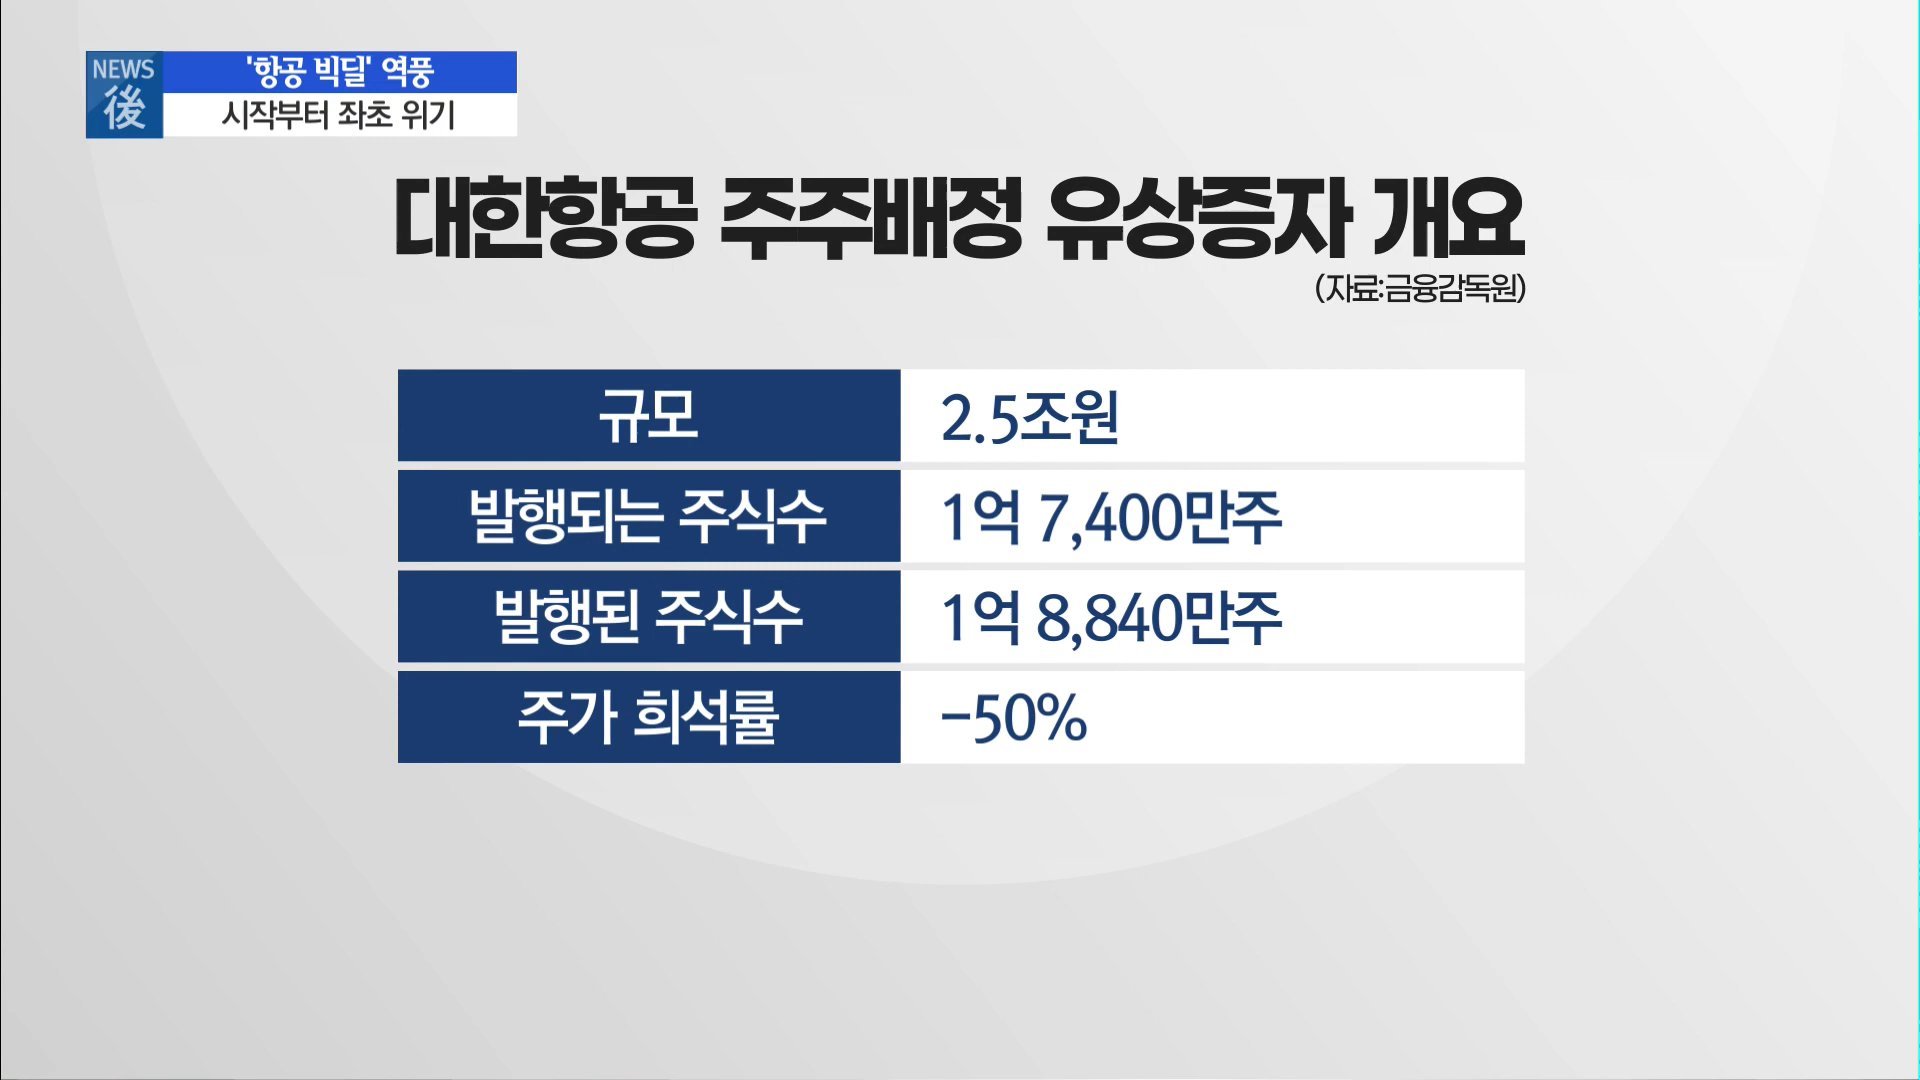 NEWS
後
'항공 빅딜' 역풍
시작부터 좌초 위기
대한항공 주주배정 유상증자 개요
(자료:금융감독원)
규모 2.5조원
발행되는 주식수 1억 7,400만주
발행된 주식수 1억 8,840만주
주가 희석률 -50%